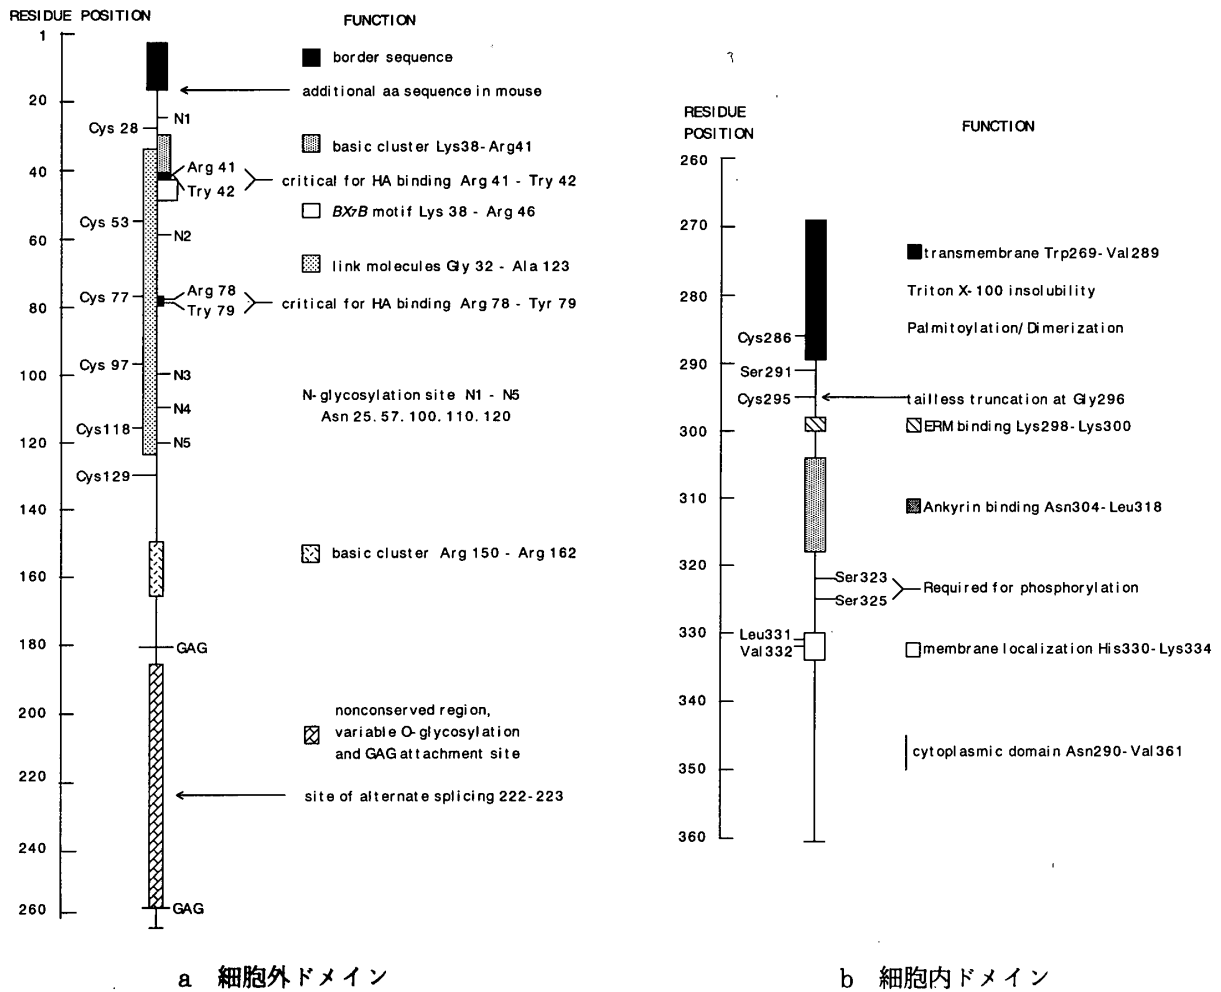 RESIDUE POSITION
FUNCTION
1
border sequence
additional aa sequence in mouse
20
N1
Cys 28
basic cluster Lys38-Arg41
40
Arg 41
Try 42
critical for HA binding Arg 41 - Try 42
BX7B motif Lys 38 - Arg 46
Cys 53
60
N2
link molecules Gly 32 - Ala 123
Cys 77
80
Arg 78
Try 79
critical for HA binding Arg 78 - Tyr 79
Cys 97
100
N3
N-glycosylation site N1 - N5
Asn 25. 57. 100. 110. 120
N4
Cys118
120
N5
Cys129
140
basic cluster Arg 150 - Arg 162
160
180
GAG
200
nonconserved region,
variable O-glycosylation
and GAG attachment site
220
site of alternate splicing 222-223
240
260
GAG
a 細胞外ドメイン
RESIDUE
POSITION
FUNCTION
260
270
transmembrane Trp269-Val289
280
Triton X-100 insolubility
Palmitoylation/Dimerization
Cys286
290
Ser291
Cys295
tailless truncation at Gly296
300
ERM binding Lys298-Lys300
310
Ankyrin binding Asn304-Leu318
320
Ser323
Ser325
Required for phosphorylation
330
Leu331
Val332
membrane localization His330-Lys334
340
350
cytoplasmic domain Asn290-Val361
360
b 細胞内ドメイン